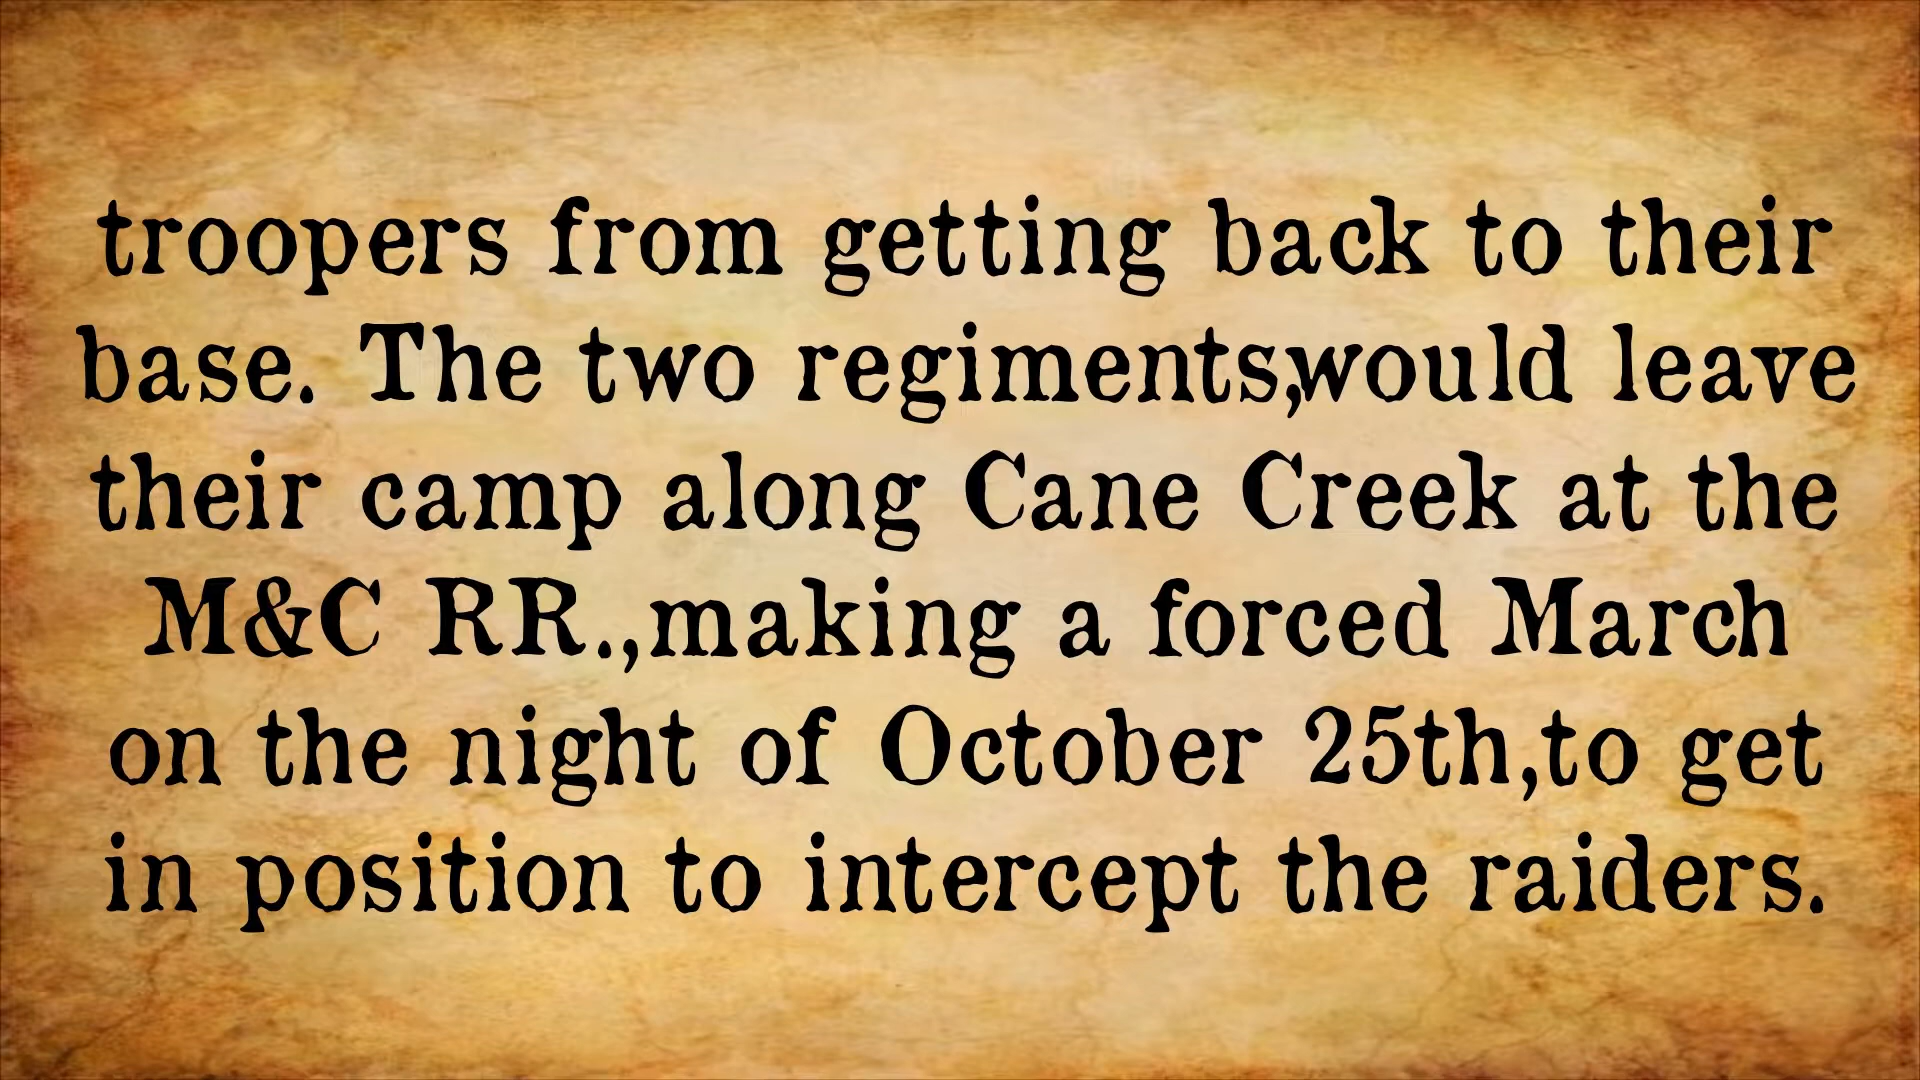 troopers from getting back to their
base. The two regiments,would leave
their camp along Cane Creek at the
M&C RR.,making a forced March
on the night of October 25th,to get
in position to intercept the raiders.